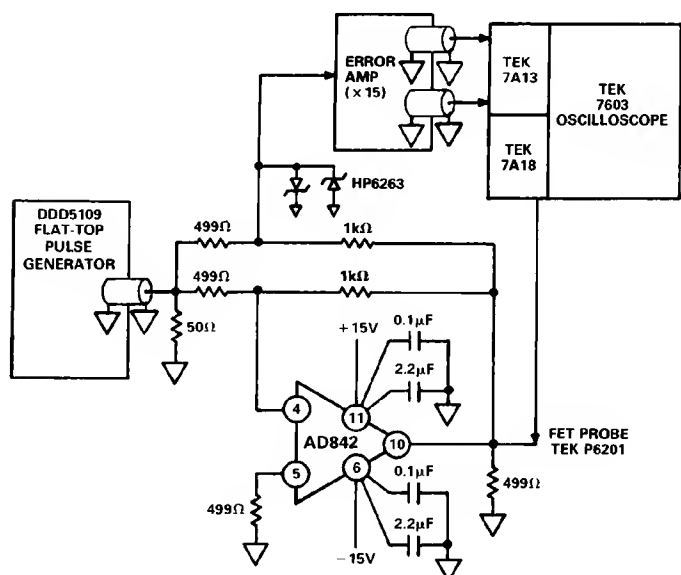 ERROR
AMP
(×15)
TEK
7A13
TEK
7603
OSCILLOSCOPE
TEK
7A18
HP6263
DDD5109
FLAT-TOP
PULSE
GENERATOR
499Ω
1kΩ
499Ω
1kΩ
50Ω
+15V
0.1μF
2.2μF
4
11
AD842
10
5
6
FET PROBE
TEK P6201
0.1μF
499Ω
499Ω
2.2μF
−15V